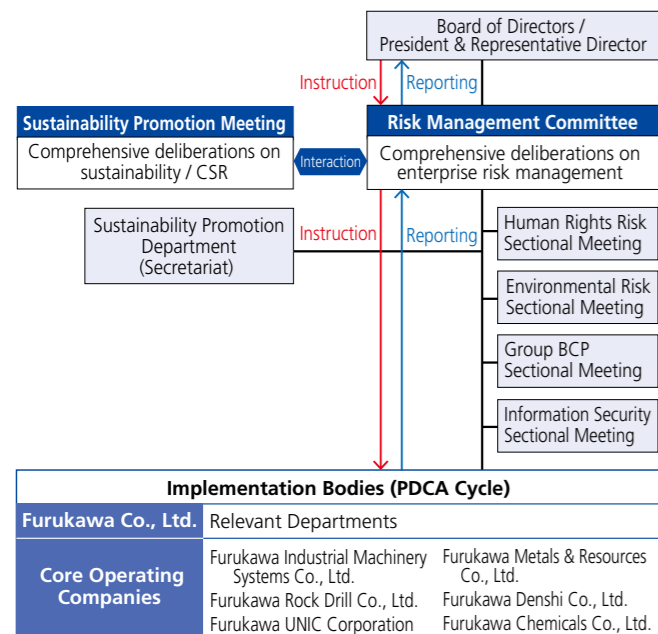 Board of Directors /
President & Representative Director
Instruction
Reporting
Sustainability Promotion Meeting
Comprehensive deliberations on
sustainability / CSR
Interaction
Risk Management Committee
Comprehensive deliberations on
enterprise risk management
Sustainability Promotion
Department
(Secretariat)
Instruction
Reporting
Human Rights Risk
Sectional Meeting
Environmental Risk
Sectional Meeting
Group BCP
Sectional Meeting
Information Security
Sectional Meeting
Implementation Bodies (PDCA Cycle)
Furukawa Co., Ltd.
Relevant Departments
Core Operating
Companies
Furukawa Industrial Machinery
Systems Co., Ltd.
Furukawa Rock Drill Co., Ltd.
Furukawa UNIC Corporation
Furukawa Metals & Resources
Co., Ltd.
Furukawa Denshi Co., Ltd.
Furukawa Chemicals Co., Ltd.